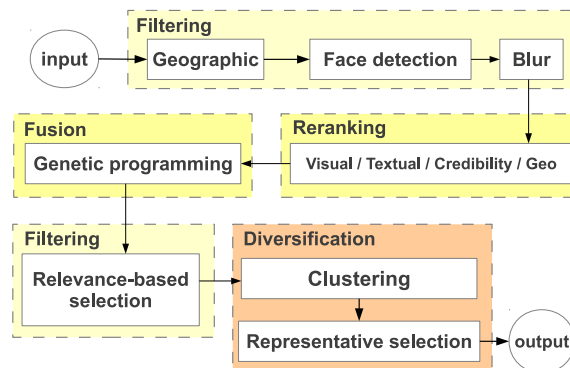 Filtering
input
Geographic
Face detection
Blur
Reranking
Visual / Textual / Credibility / Geo
Fusion
Genetic programming
Filtering
Relevance-based
selection
Diversification
Clustering
Representative selection
output